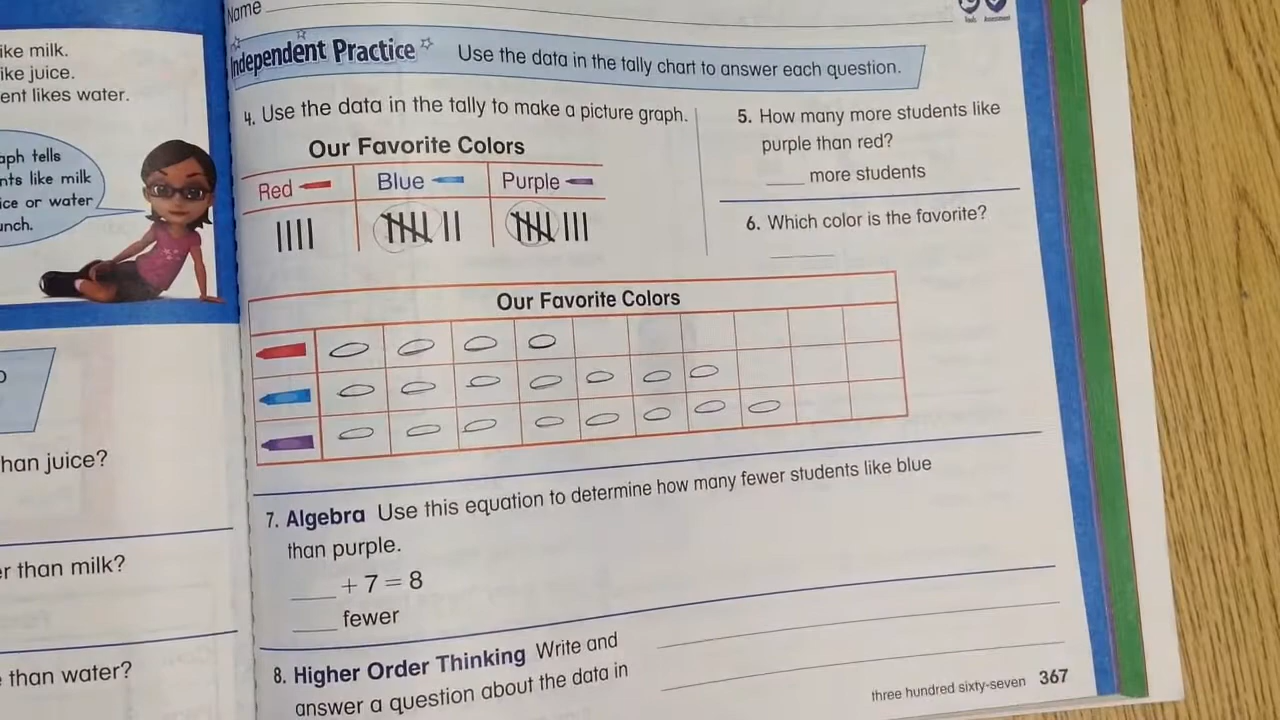 ike milk.
ike juice.
ent likes water.
aph tells
nts like milk
ice or water
unch.
han juice?
r than milk?
than water?
Name
Independent Practice Use the data in the tally chart to answer each question.
4. Use the data in the tally to make a picture graph.
Our Favorite Colors
Red Blue Purple
5. How many more students like
purple than red?
____ more students
6. Which color is the favorite?
Our Favorite Colors
7. Algebra Use this equation to determine how many fewer students like blue
than purple.
____ + 7 = 8
____ fewer
8. Higher Order Thinking Write and
answer a question about the data in
three hundred sixty-seven 367